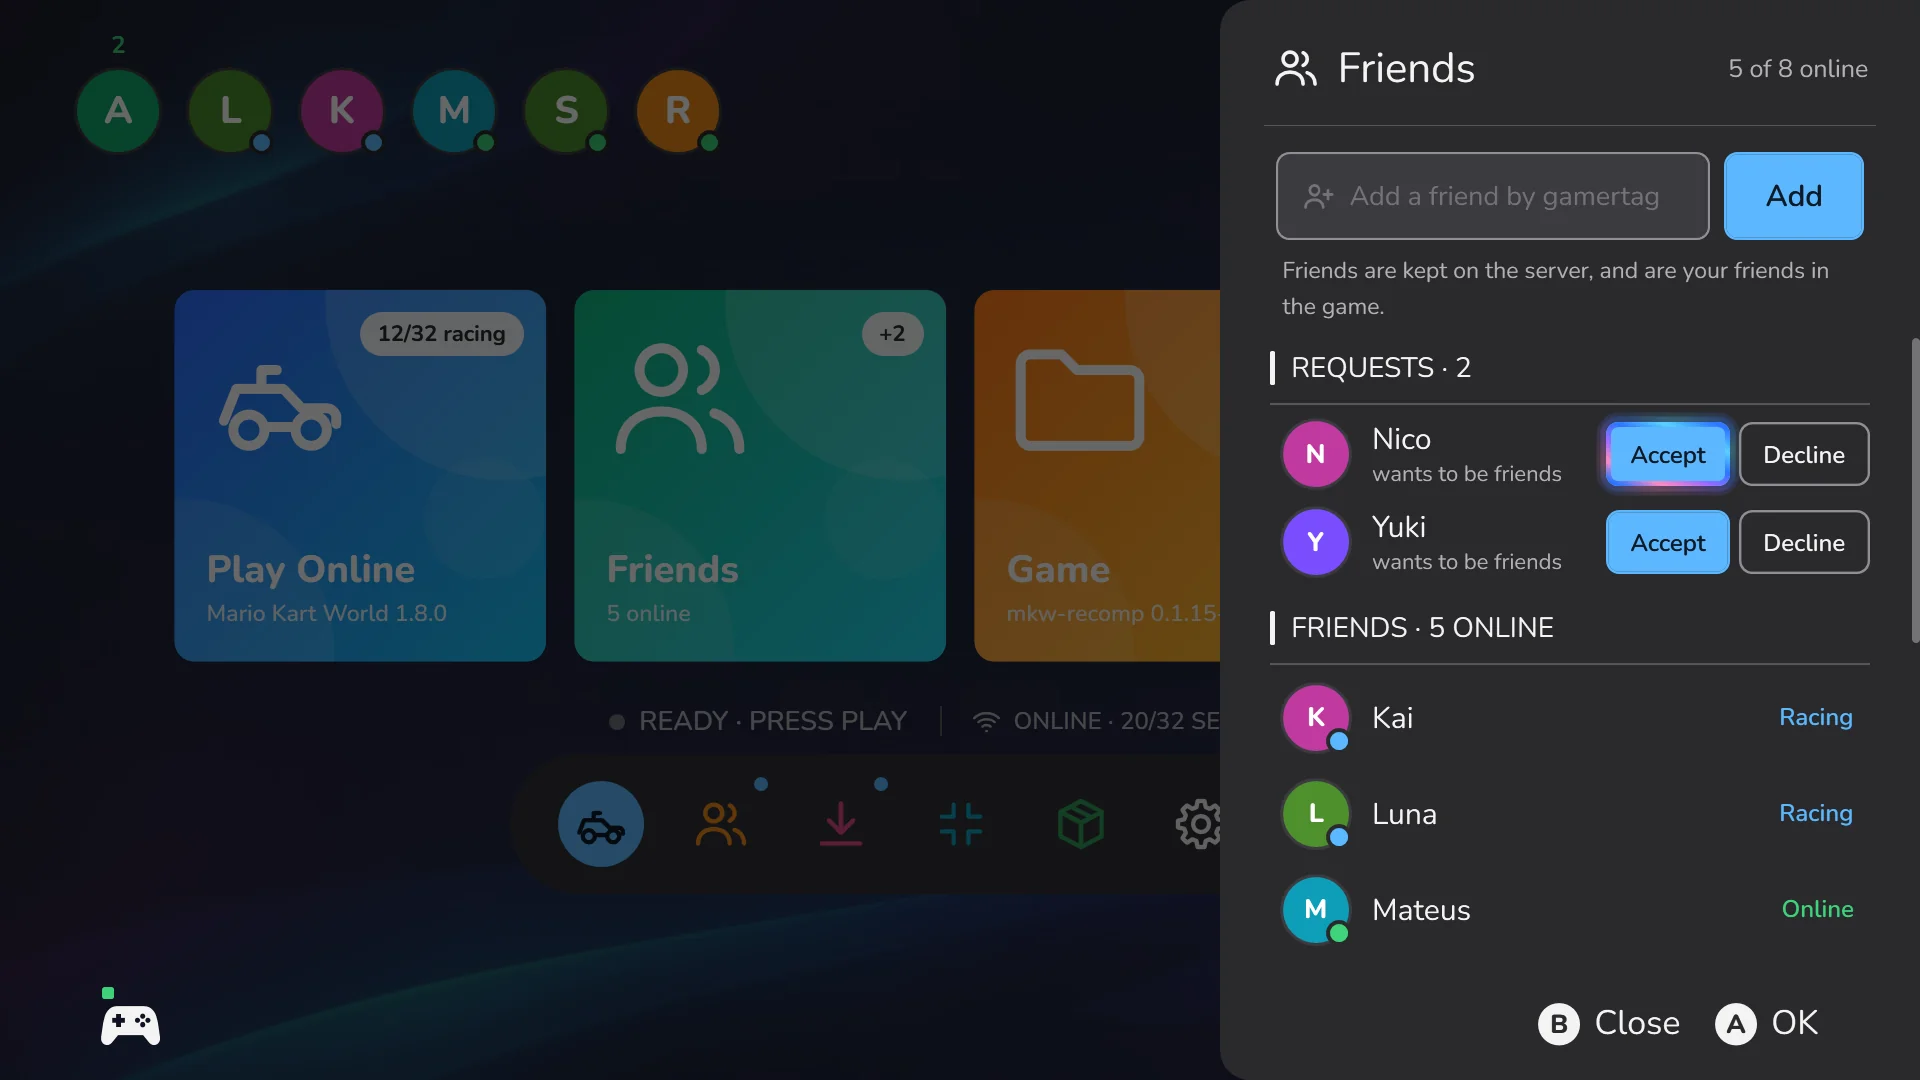 2
A
L
K
M
S
R
12/32 racing
Play Online
Mario Kart World 1.8.0
+2
Friends
5 online
Game
mkw-recomp 0.1.15-
READY · PRESS PLAY
ONLINE · 20/32 SE
Friends
5 of 8 online
Add a friend by gamertag
Add
Friends are kept on the server, and are your friends in
the game.
REQUESTS · 2
N
Nico
wants to be friends
Accept
Decline
Y
Yuki
wants to be friends
Accept
Decline
FRIENDS · 5 ONLINE
K
Kai
Racing
L
Luna
Racing
M
Mateus
Online
B Close
A OK